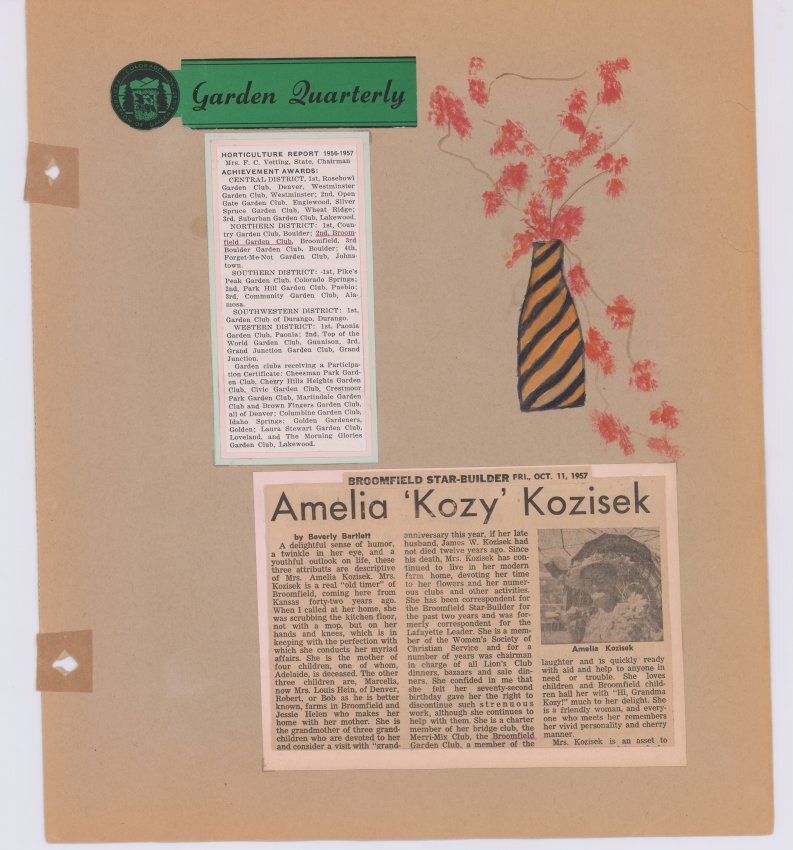 COLORADO
Garden Quarterly
HORTICULTURE REPORT 1956-1957
Mrs. F. C. Vetting, State, Chairman
ACHIEVEMENT AWARDS:
CENTRAL DISTRICT, 1st, Rosebowl
Garden Club, Denver, Westminster
Garden Club, Westminster; 2nd, Open
Gate Garden Club, Englewood, Silver
Spruce Garden Club, Wheat Ridge;
3rd, Suburban Garden Club, Lakewood.
NORTHERN DISTRICT: 1st, Coun-
try Garden Club, Boulder; 2nd, Broom-
field Garden Club, Broomfield, 3rd
Boulder Garden Club, Boulder; 4th,
Forget-Me-Not Garden Club, Johns-
town.
SOUTHERN DISTRICT: -1st, Pike's
Peak Garden Club, Colorado Springs;
2nd, Park Hill Garden Club, Pueblo;
3rd, Community Garden Club, Ala-
mosa.
SOUTHWESTERN DISTRICT: 1st,
Garden Club of Durango, Durango.
WESTERN DISTRICT: 1st, Paonia
Garden Club, Paonia; 2nd, Top of the
World Garden Club, Gunnison, 3rd,
Grand Junction Garden Club, Grand
Junction.
Garden clubs receiving a Participa-
tion Certificate: Cheesman Park Gard-
en Club, Cherry Hills Heights Garden
Club, Civic Garden Club, Crestmoor
Park Garden Club, Martindale Garden
Club and Brown Fingers Garden Club,
all of Denver; Columbine Garden Club,
Idaho Springs; Golden Gardeners,
Golden; Laura Stewart Garden Club,
Loveland, and The Morning Glories
Garden Club, Lakewood.
BROOMFIELD STAR-BUILDER FRI., OCT. 11, 1957
Amelia 'Kozy' Kozisek
by Beverly Bartlett
A delightful sense of humor,
a twinkle in her eye, and a
youthful outlook on life, these
three attributts are descriptive
of Mrs. Amelia Kozisek. Mrs.
Kozisek is a real "old timer" of
Broomfield, coming here from
Kansas forty-two years ago.
When I called at her home, she
was scrubbing the kitchen floor,
not with a mop, but on her
hands and knees, which is in
keeping with the perfection with
which she conducts her myriad
affairs. She is the mother of
four children, one of whom,
Adelaide, is deceased. The other
three children are, Marcella,
now Mrs. Louis Hein, of Denver,
Robert, or Bob as he is better
known, farms in Broomfield and
Jessie Helen who makes her
home with her mother. She is
the grandmother of three grand-
children who are devoted to her
and consider a visit with "grand-
anniversary this year, if her late
husband, James W. Kozisek had
not died twelve years ago. Since
his death, Mrs. Kozisek has con-
tinued to live in her modern
farm home, devoting her time
to her flowers and her numer-
ous clubs and other activities.
She has been correspondent for
the Broomfield Star-Builder for
the past two years and was for-
merly correspondent for the
Lafayette Leader. She is a mem-
ber of the Women's Society of
Christian Service and for a
number of years was chairman
in charge of all Lion's Club
dinners, bazaars and sale din-
ners. She confided in me that
she felt her seventy-second
birthday gave her the right to
discontinue such strenuous
work, although she continues to
help with them. She is a charter
member of her bridge club, the
Merri-Mix Club, the Broomfield
Garden Club, a member of the
Amelia Kozisek
laughter and is quickly ready
with aid and help to anyone in
need or trouble. She loves
children and Broomfield child-
ren hail her with "Hi, Grandma
Kozy!" much to her delight. She
is a friendly woman, and every-
one who meets her remembers
her vivid personality and cherry
manner.
Mrs. Kozisek is an asset to